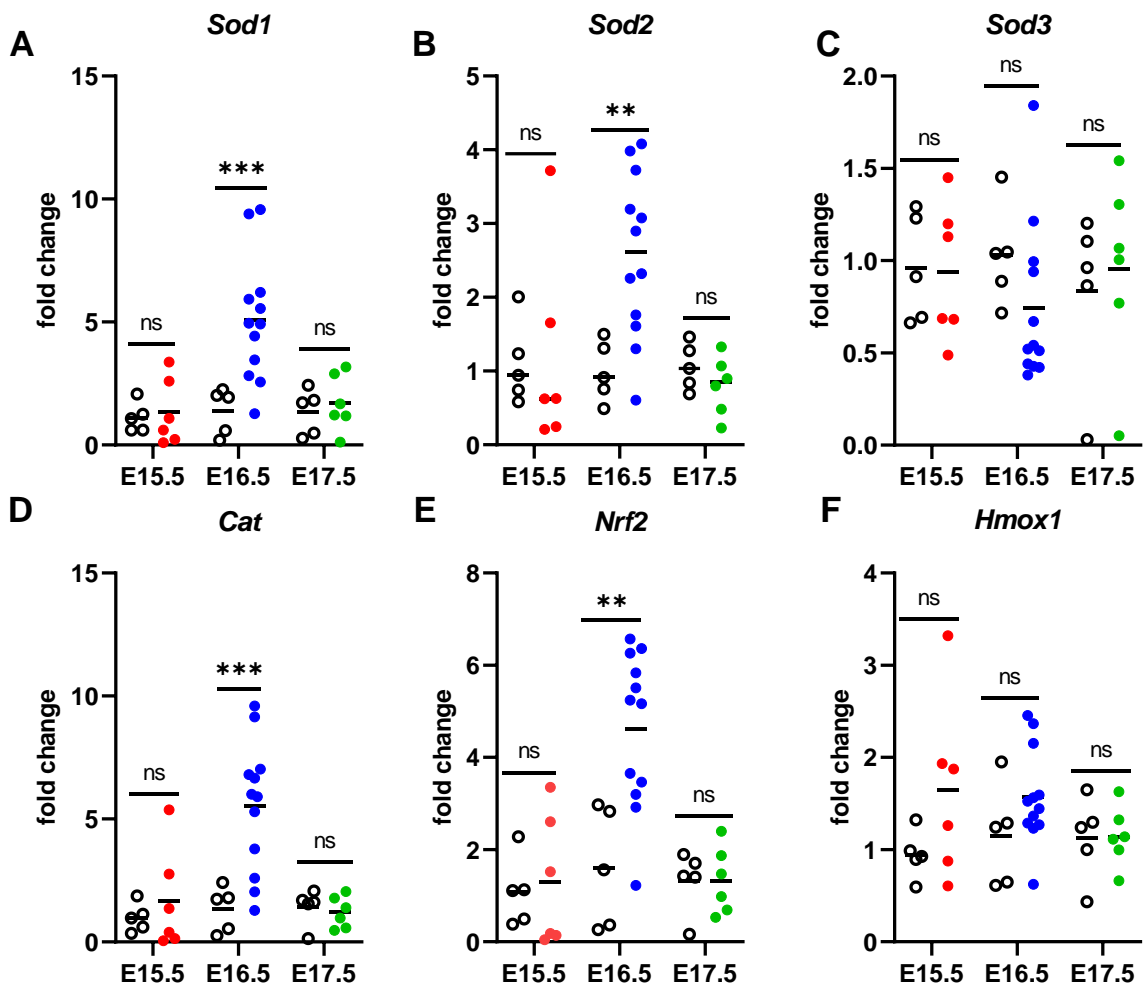 A
Sod1
fold change
15
10
5
0
ns
***
ns
E15.5 E16.5 E17.5
B
Sod2
fold change
5
4
3
2
1
0
ns
**
ns
E15.5 E16.5 E17.5
C
Sod3
fold change
2.0
1.5
1.0
0.5
0.0
ns
ns
ns
E15.5 E16.5 E17.5
D
Cat
fold change
15
10
5
0
ns
***
ns
E15.5 E16.5 E17.5
E
Nrf2
fold change
8
6
4
2
0
ns
**
ns
E15.5 E16.5 E17.5
F
Hmox1
fold change
4
3
2
1
0
ns
ns
ns
E15.5 E16.5 E17.5